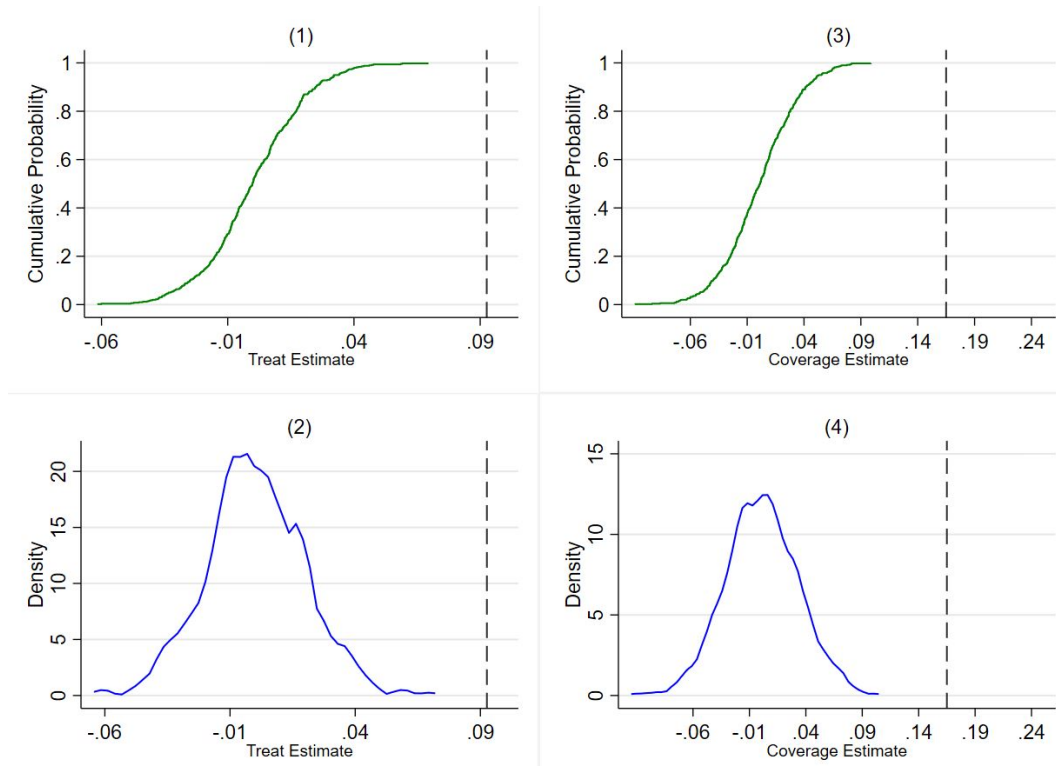 (1)
Cumulative Probability
1
.8
.6
.4
.2
0
-.06 -.01 .04 .09
Treat Estimate
(3)
Cumulative Probability
1
.8
.6
.4
.2
0
-.06 -.01 .04 .09 .14 .19 .24
Coverage Estimate
(2)
Density
20
15
10
5
0
-.06 -.01 .04 .09
Treat Estimate
(4)
Density
15
10
5
0
-.06 -.01 .04 .09 .14 .19 .24
Coverage Estimate